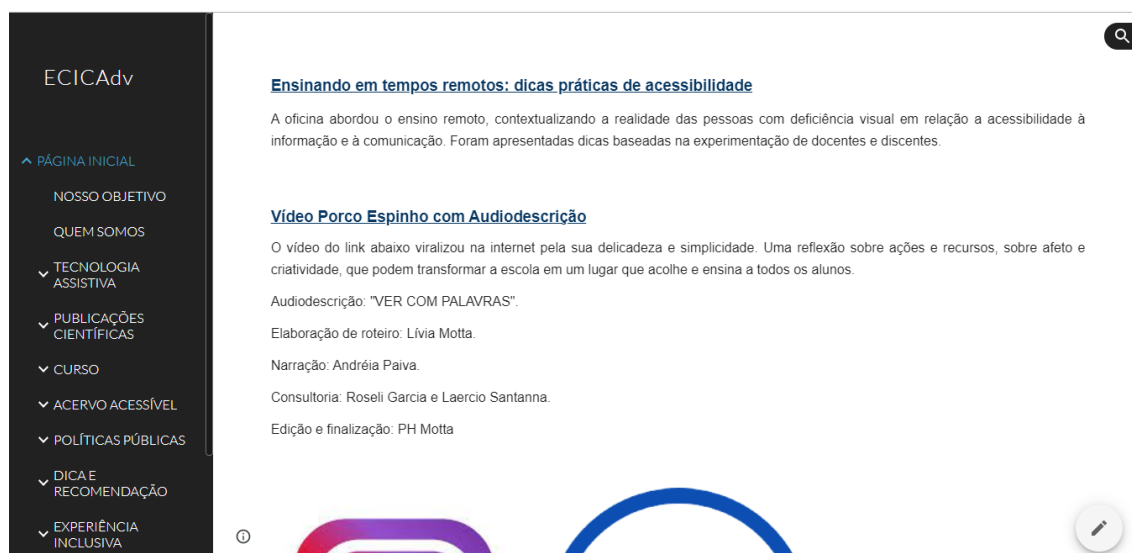 ECICAdv
PÁGINA INICIAL
NOSSO OBJETIVO
QUEM SOMOS
TECNOLOGIA
ASSISTIVA
PUBLICAÇÕES
CIENTÍFICAS
CURSO
ACERVO ACESSÍVEL
POLÍTICAS PÚBLICAS
DICA E
RECOMENDAÇÃO
EXPERIÊNCIA
INCLUSIVA
Ensinando em tempos remotos: dicas práticas de acessibilidade
A oficina abordou o ensino remoto, contextualizando a realidade das pessoas com deficiência visual em relação a acessibilidade à
informação e à comunicação. Foram apresentadas dicas baseadas na experimentação de docentes e discentes.
Vídeo Porco Espinho com Audiodescrição
O vídeo do link abaixo viralizou na internet pela sua delicadeza e simplicidade. Uma reflexão sobre ações e recursos, sobre afeto e
criatividade, que podem transformar a escola em um lugar que acolhe e ensina a todos os alunos.
Audiodescrição: "VER COM PALAVRAS".
Elaboração de roteiro: Lívia Motta.
Narração: Andréia Paiva.
Consultoria: Roseli Garcia e Laercio Santanna.
Edição e finalização: PH Motta